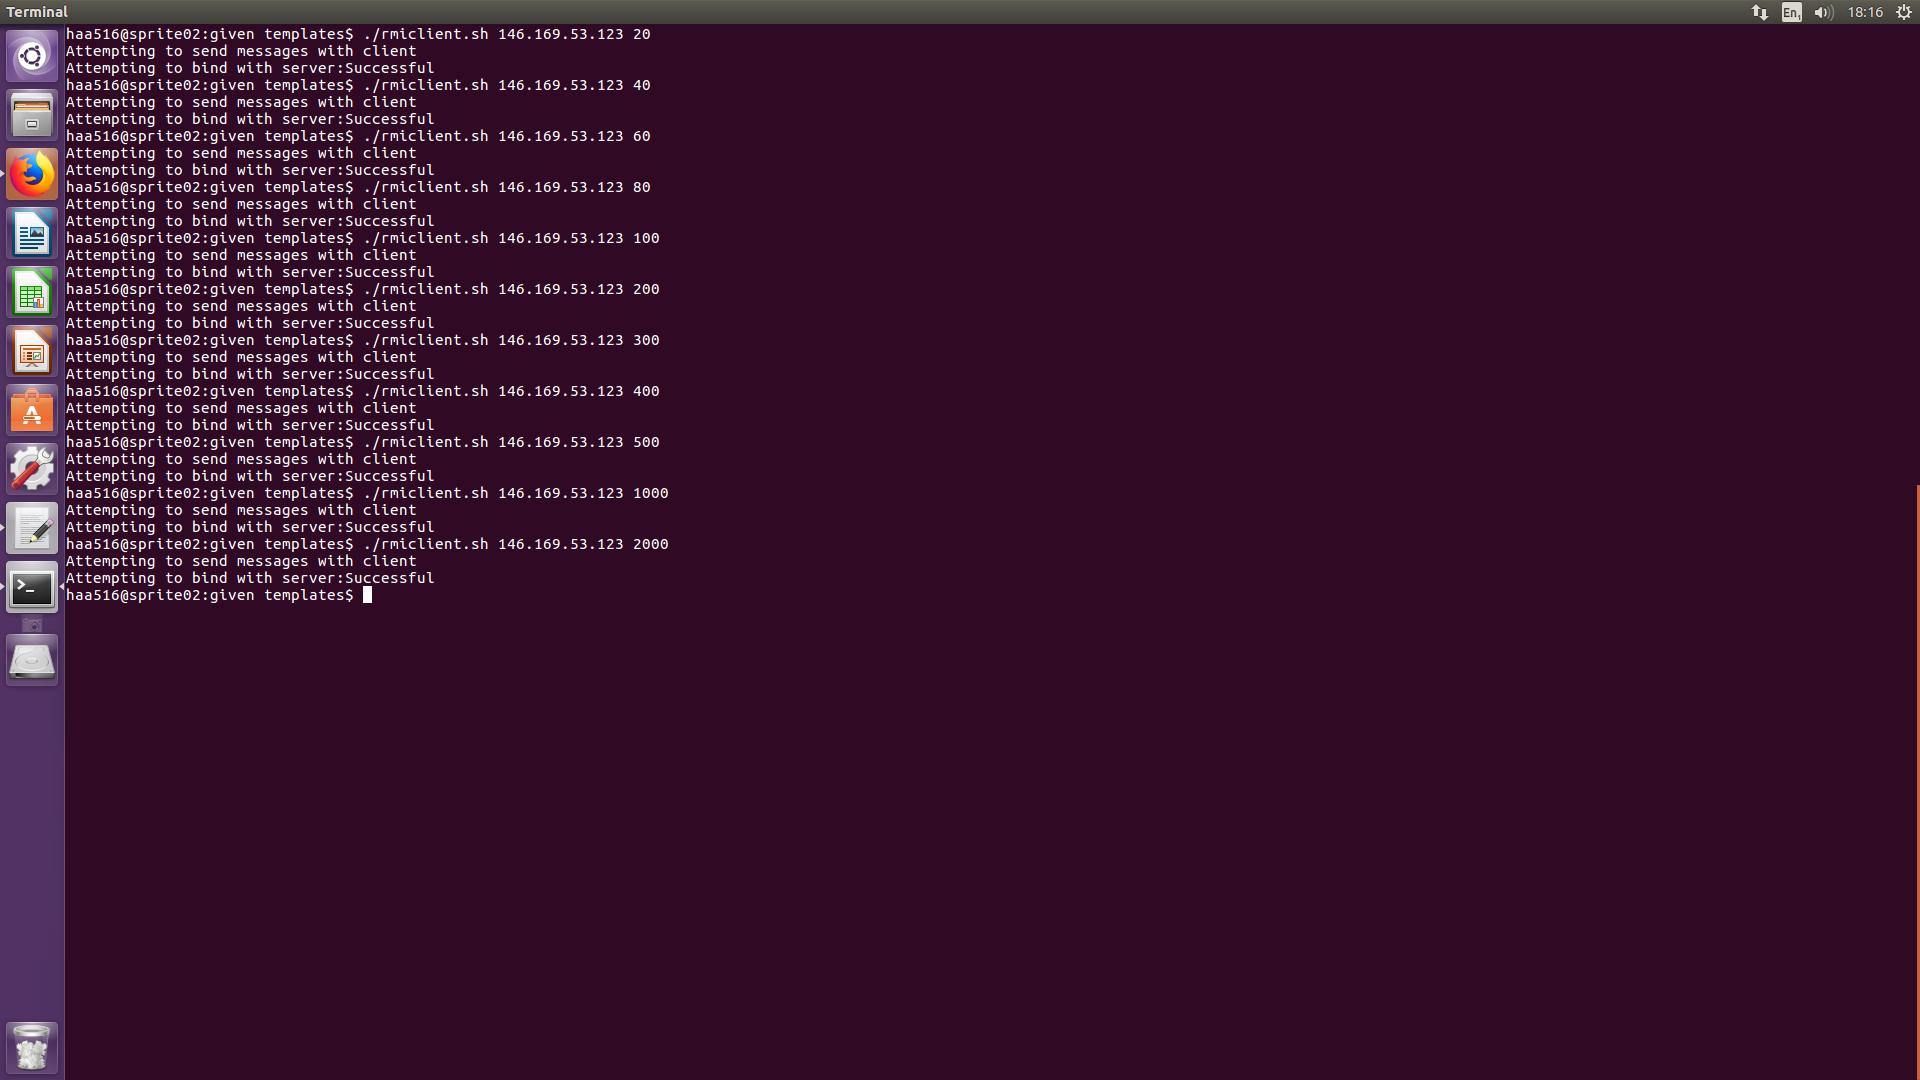 Terminal
En1
18:16
haa516@sprite02:given templates$ ./rmiclient.sh 146.169.53.123 20
Attempting to send messages with client
Attempting to bind with server:Successful
haa516@sprite02:given templates$ ./rmiclient.sh 146.169.53.123 40
Attempting to send messages with client
Attempting to bind with server:Successful
haa516@sprite02:given templates$ ./rmiclient.sh 146.169.53.123 60
Attempting to send messages with client
Attempting to bind with server:Successful
haa516@sprite02:given templates$ ./rmiclient.sh 146.169.53.123 80
Attempting to send messages with client
Attempting to bind with server:Successful
haa516@sprite02:given templates$ ./rmiclient.sh 146.169.53.123 100
Attempting to send messages with client
Attempting to bind with server:Successful
haa516@sprite02:given templates$ ./rmiclient.sh 146.169.53.123 200
Attempting to send messages with client
Attempting to bind with server:Successful
haa516@sprite02:given templates$ ./rmiclient.sh 146.169.53.123 300
Attempting to send messages with client
Attempting to bind with server:Successful
haa516@sprite02:given templates$ ./rmiclient.sh 146.169.53.123 400
Attempting to send messages with client
Attempting to bind with server:Successful
haa516@sprite02:given templates$ ./rmiclient.sh 146.169.53.123 500
Attempting to send messages with client
Attempting to bind with server:Successful
haa516@sprite02:given templates$ ./rmiclient.sh 146.169.53.123 1000
Attempting to send messages with client
Attempting to bind with server:Successful
haa516@sprite02:given templates$ ./rmiclient.sh 146.169.53.123 2000
Attempting to send messages with client
Attempting to bind with server:Successful
haa516@sprite02:given templates$